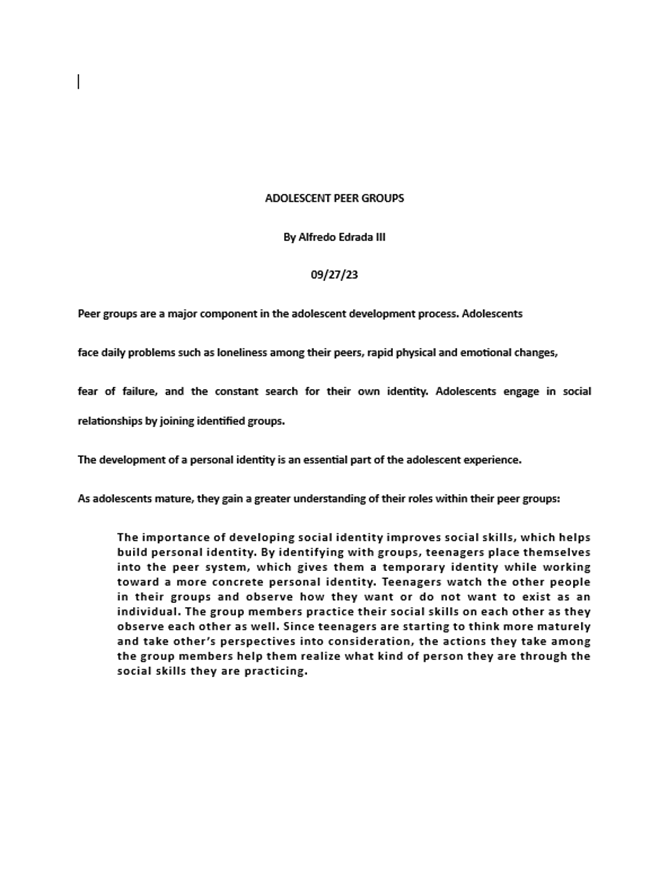 ADOLESCENT PEER GROUPS
By Alfredo Edrada III
09/27/23
Peer groups are a major component in the adolescent development process. Adolescents
face daily problems such as loneliness among their peers, rapid physical and emotional changes,
fear of failure, and the constant search for their own identity. Adolescents engage in social
relationships by joining identified groups.
The development of a personal identity is an essential part of the adolescent experience.
As adolescents mature, they gain a greater understanding of their roles within their peer groups:
The importance of developing social identity improves social skills, which helps
build personal identity. By identifying with groups, teenagers place themselves
into the peer system, which gives them a temporary identity while working
toward a more concrete personal identity. Teenagers watch the other people
in their groups and observe how they want or do not want to exist as an
individual. The group members practice their social skills on each other as they
observe each other as well. Since teenagers are starting to think more maturely
and take other’s perspectives into consideration, the actions they take among
the group members help them realize what kind of person they are through the
social skills they are practicing.